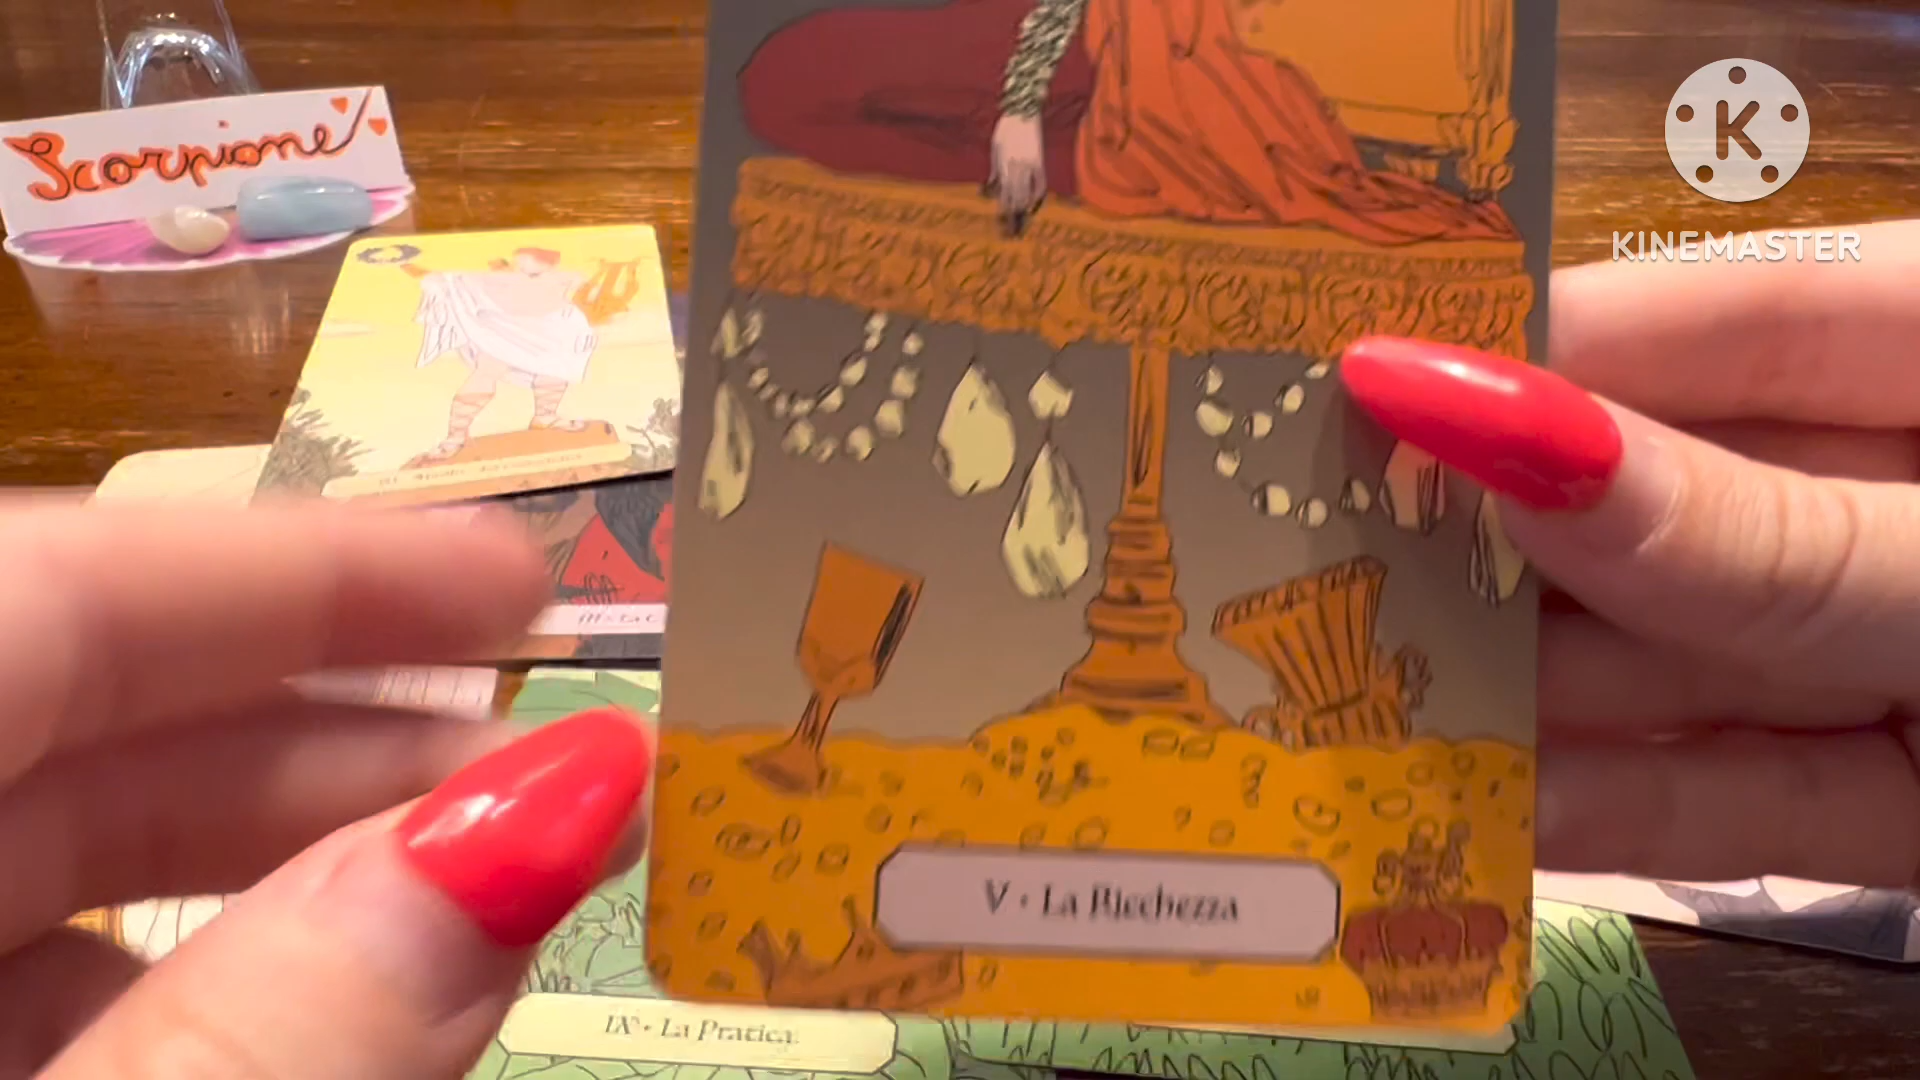 Scorpione
K
KINEMASTER
V • La Ricchezza
IX • La Pratica